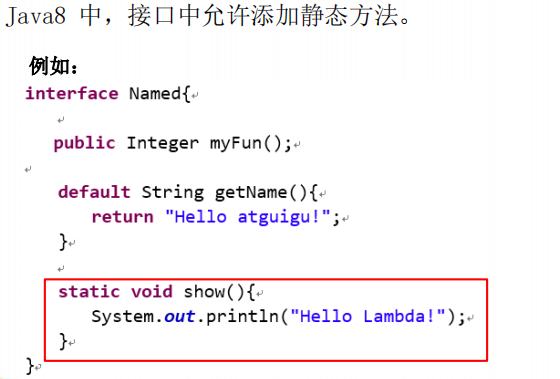 Java8 中，接口中允许添加静态方法。
例如：
interface Named{
public Integer myFun();
default String getName(){
return "Hello atguigu!";
}
static void show(){
System.out.println("Hello Lambda!");
}
}